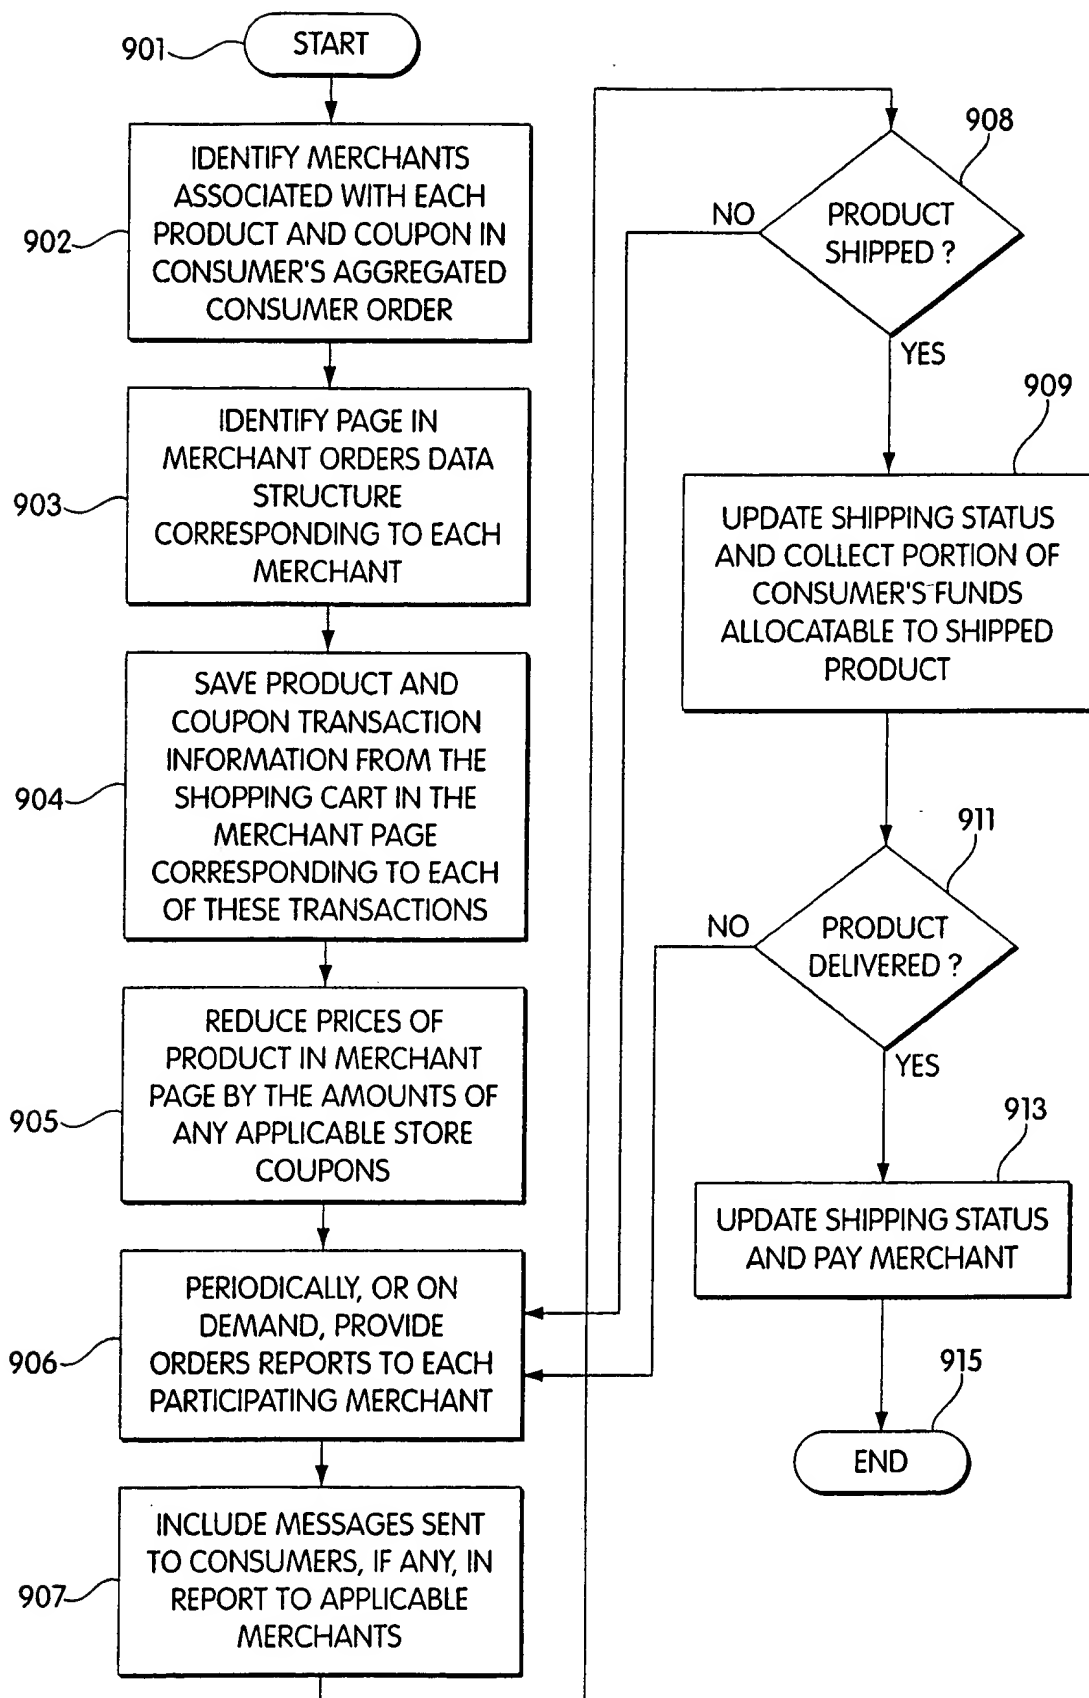 901
START
902
IDENTIFY MERCHANTS
ASSOCIATED WITH EACH
PRODUCT AND COUPON IN
CONSUMER'S AGGREGATED
CONSUMER ORDER
903
IDENTIFY PAGE IN
MERCHANT ORDERS DATA
STRUCTURE
CORRESPONDING TO EACH
MERCHANT
904
SAVE PRODUCT AND
COUPON TRANSACTION
INFORMATION FROM THE
SHOPPING CART IN THE
MERCHANT PAGE
CORRESPONDING TO EACH
OF THESE TRANSACTIONS
905
REDUCE PRICES OF
PRODUCT IN MERCHANT
PAGE BY THE AMOUNTS OF
ANY APPLICABLE STORE
COUPONS
906
PERIODICALLY, OR ON
DEMAND, PROVIDE
ORDERS REPORTS TO EACH
PARTICIPATING MERCHANT
907
INCLUDE MESSAGES SENT
TO CONSUMERS, IF ANY, IN
REPORT TO APPLICABLE
MERCHANTS
908
PRODUCT
SHIPPED ?
NO
YES
909
UPDATE SHIPPING STATUS
AND COLLECT PORTION OF
CONSUMER'S FUNDS
ALLOCATABLE TO SHIPPED
PRODUCT
911
PRODUCT
DELIVERED ?
NO
YES
913
UPDATE SHIPPING STATUS
AND PAY MERCHANT
915
END